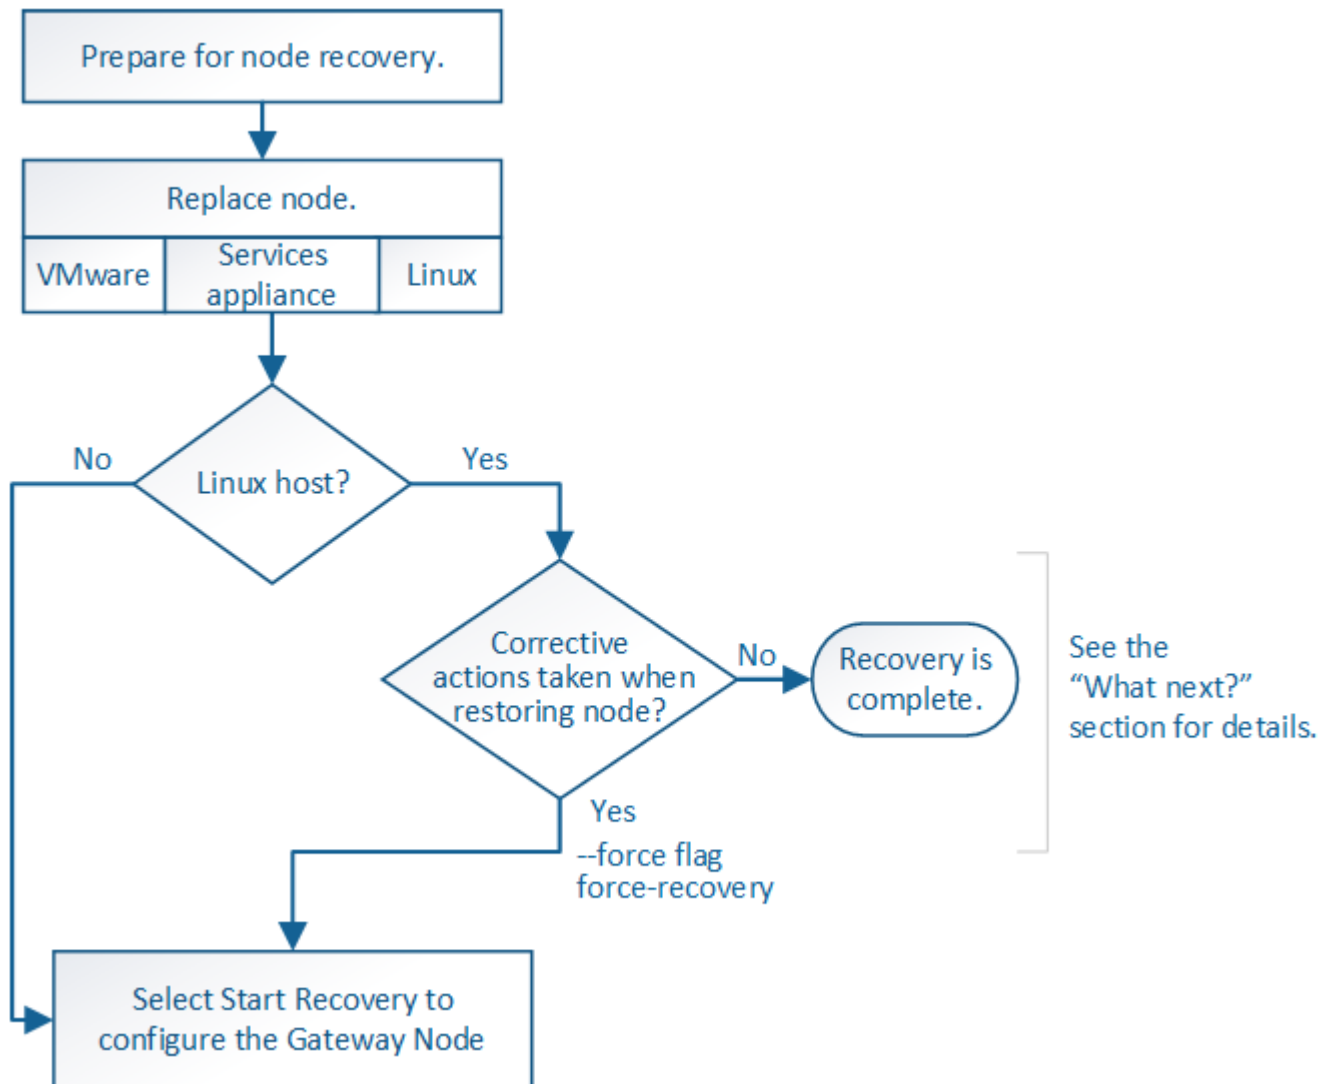 Prepare for node recovery.
Replace node.
VMware
Services
appliance
Linux
Linux host?
No
Yes
Corrective
actions taken when
restoring node?
No
Recovery is
complete.
See the
“What next?”
section for details.
Yes
--force flag
force-recovery
Select Start Recovery to
configure the Gateway Node